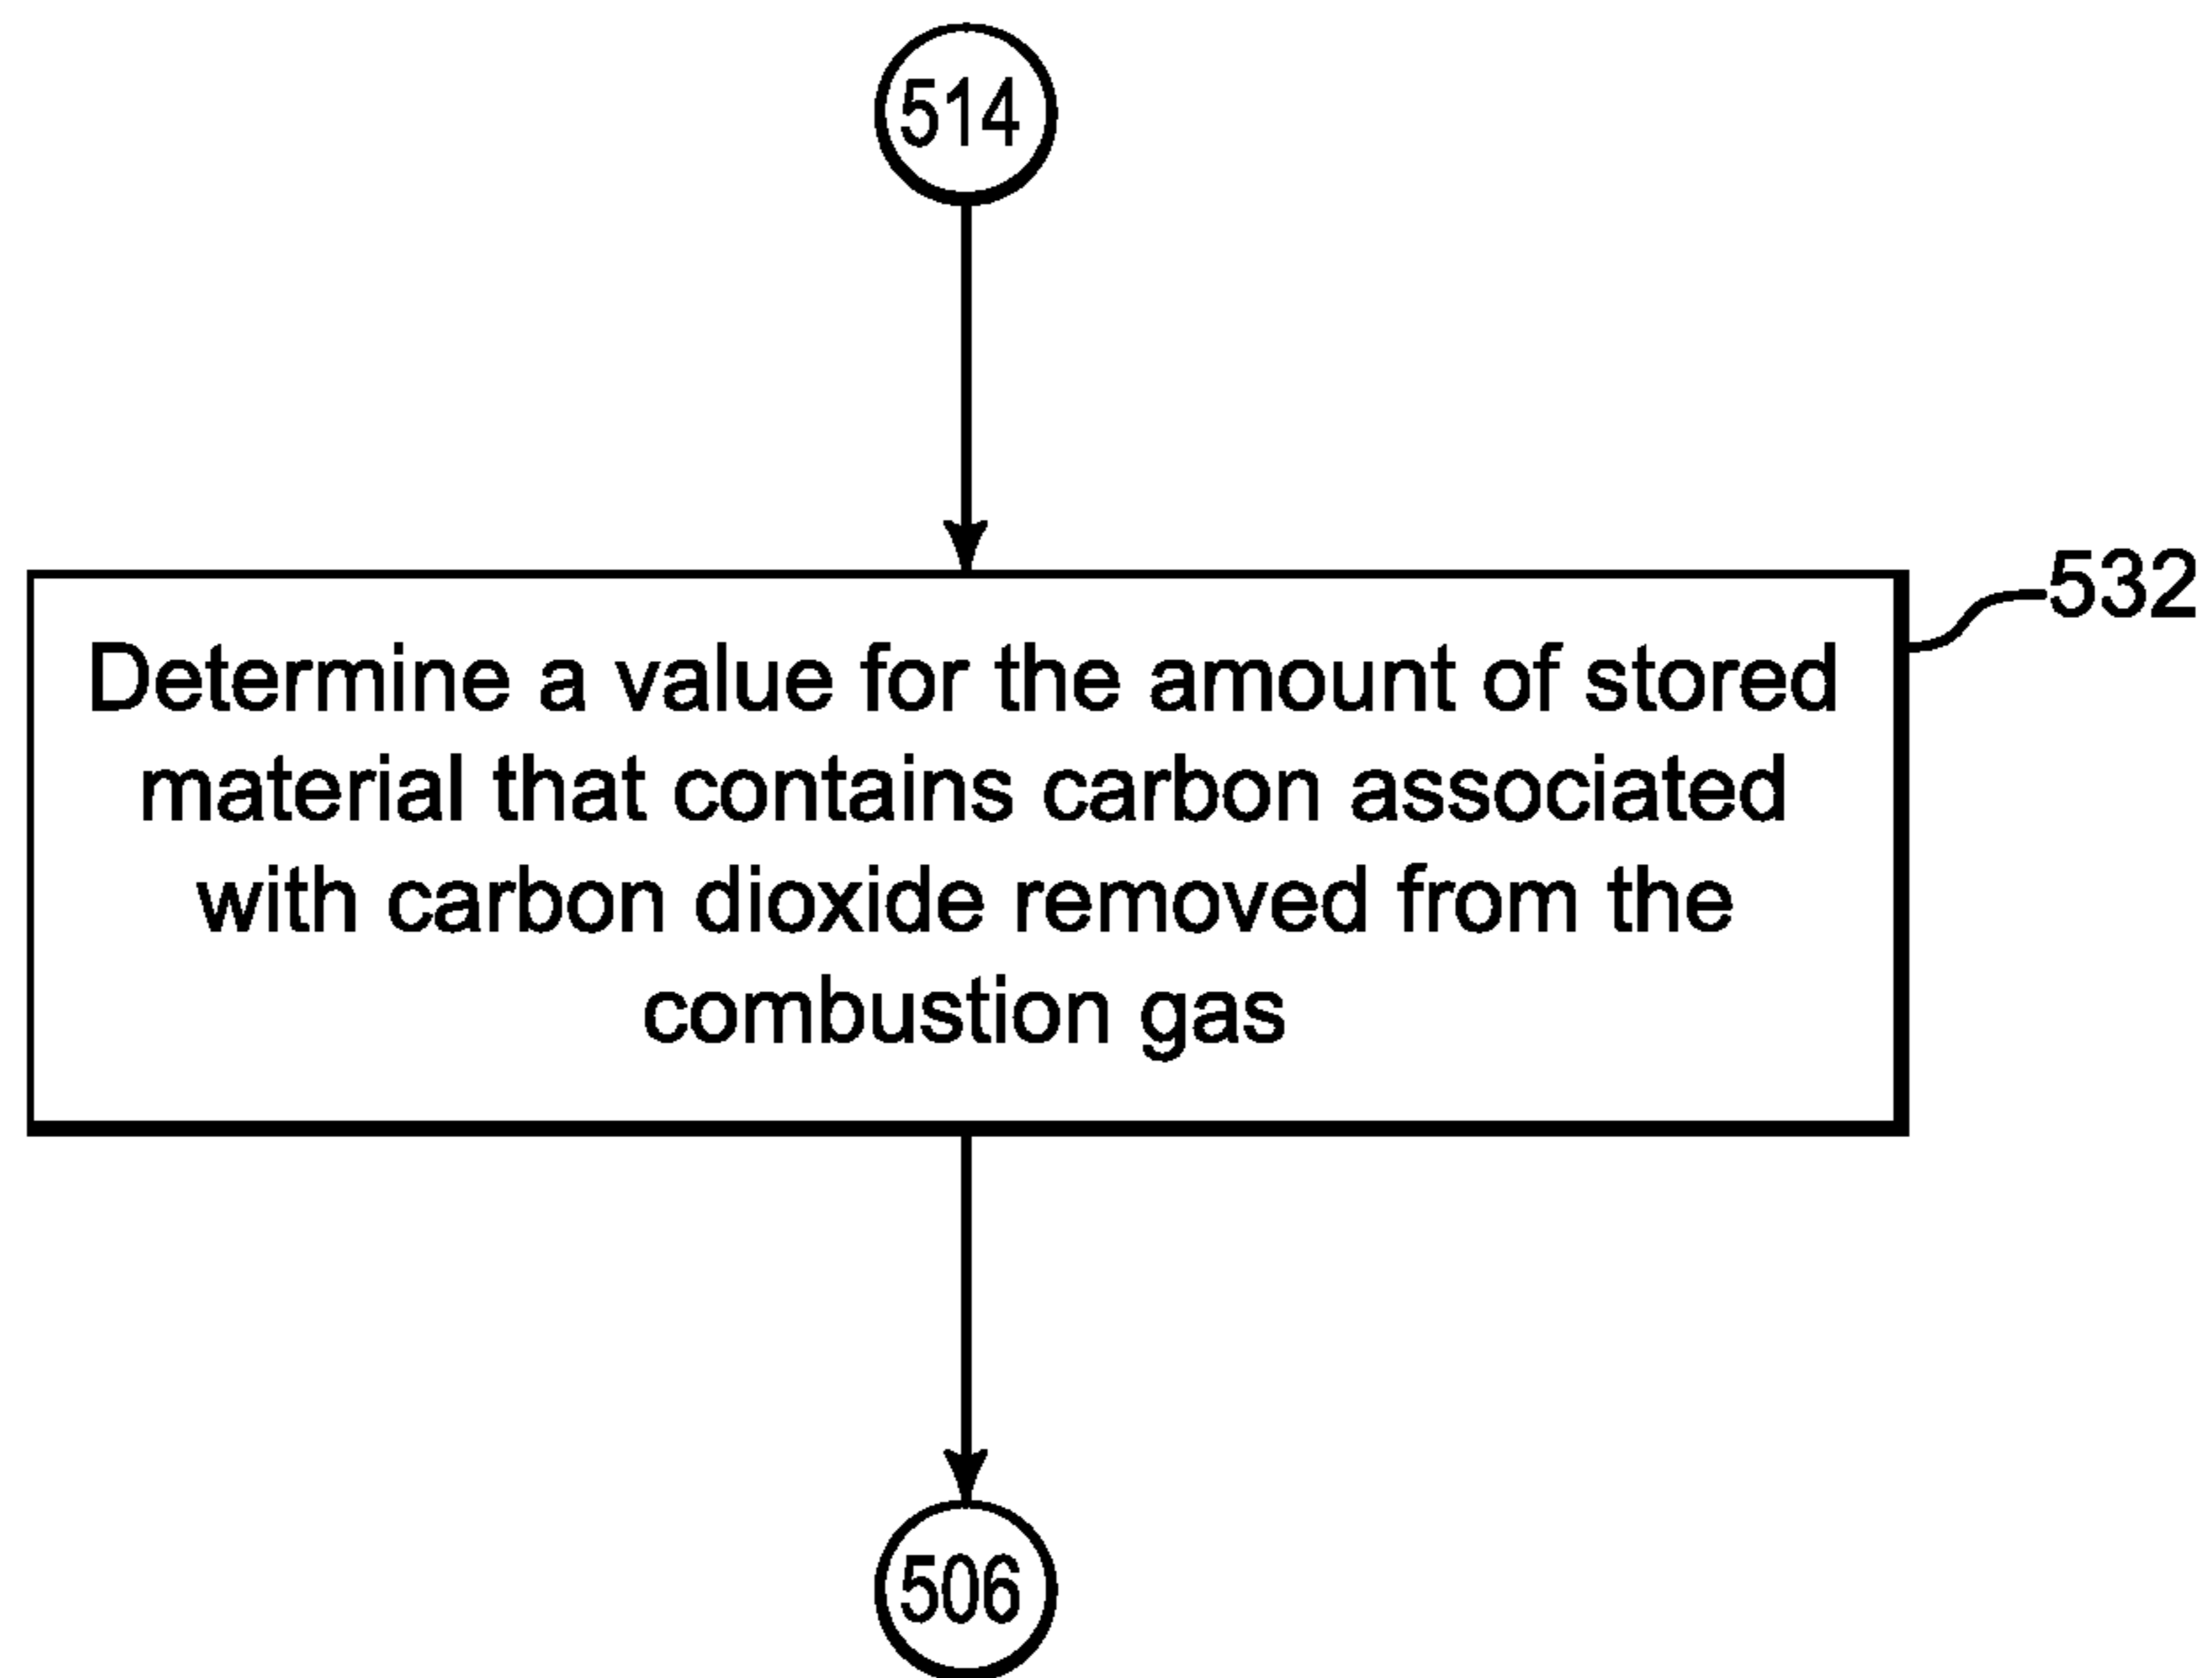 514
532
Determine a value for the amount of stored
material that contains carbon associated
with carbon dioxide removed from the
combustion gas
506